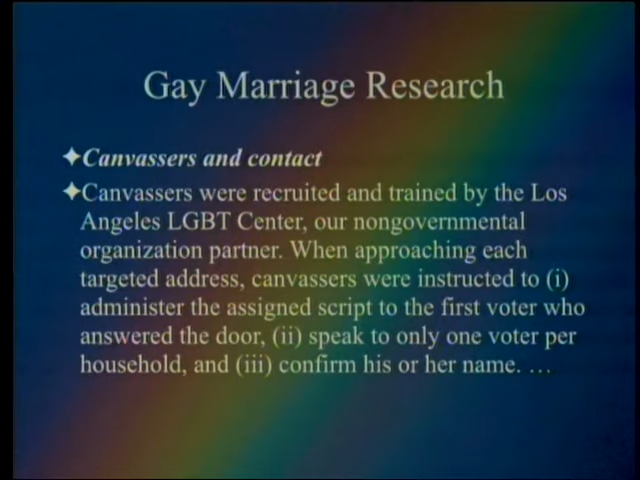 Gay Marriage Research
✦Canvassers and contact
✦Canvassers were recruited and trained by the Los
Angeles LGBT Center, our nongovernmental
organization partner. When approaching each
targeted address, canvassers were instructed to (i)
administer the assigned script to the first voter who
answered the door, (ii) speak to only one voter per
household, and (iii) confirm his or her name. …